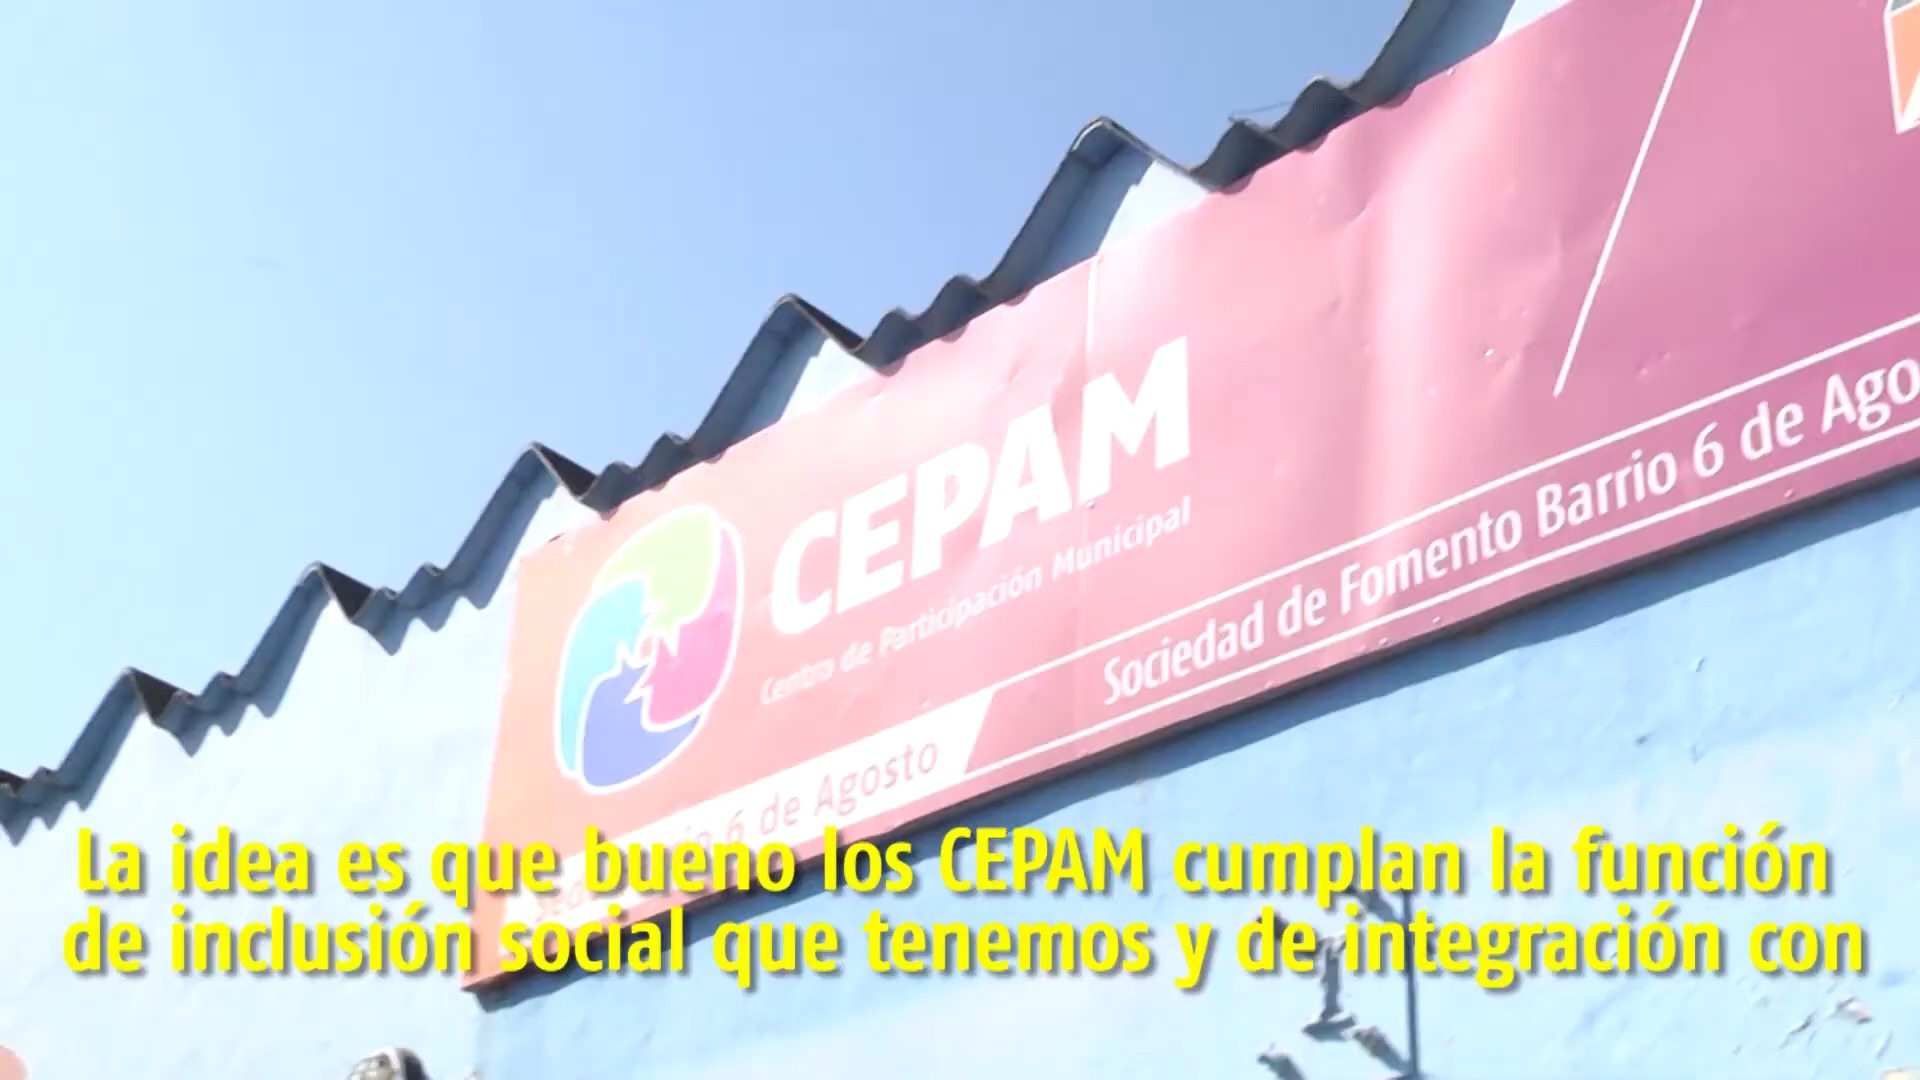 CEPAM
Centro de Participación Municipal
Sociedad de Fomento Barrio 6 de Ago
6 de Agosto
La idea es que bueno los CEPAM cumplan la función
de inclusión social que tenemos y de integración con